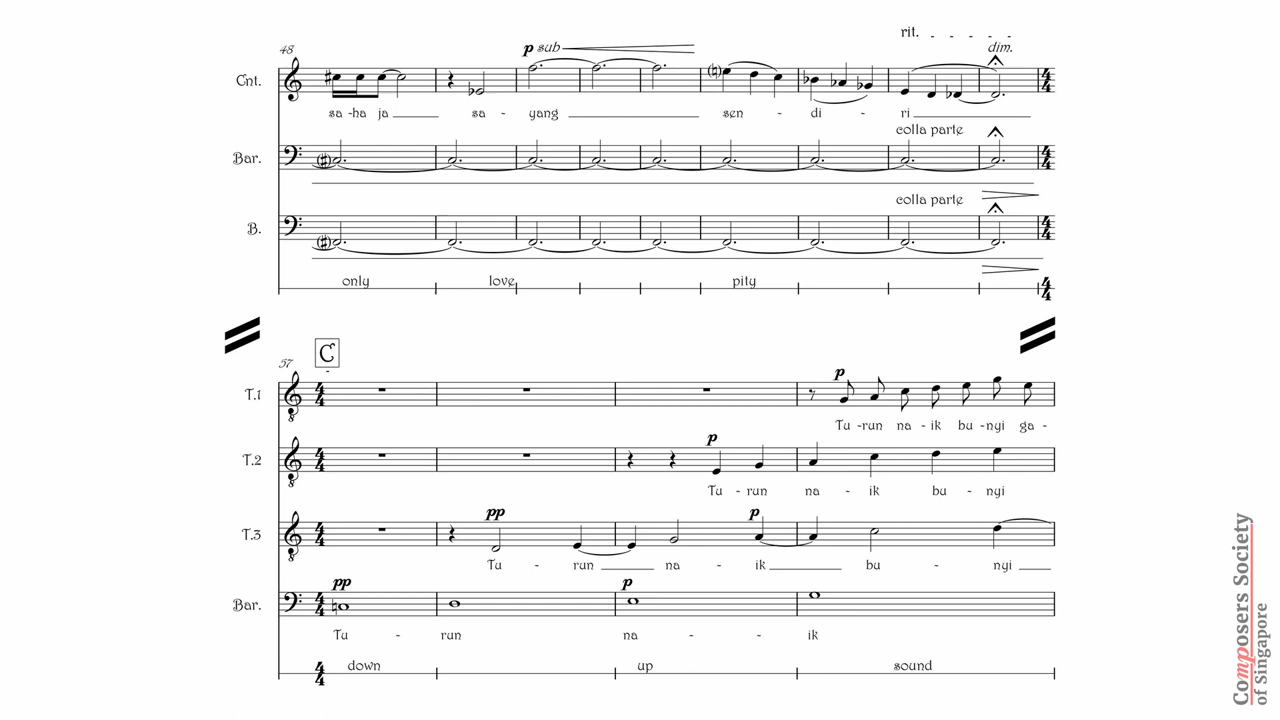 rit.
48
p sub
dim.
Cnt.
sa -ha ja sa - yang sen - di - ri
colla parte
Bar.
colla parte
B.
only love pity
4 4
57
C
T.1
p
Tu -run na - ik bu -nyi ga -
T.2
p
Tu - run na - ik bu - nyi
T.3
pp p
Tu - run na - ik bu - nyi
Bar.
pp p
Tu - run na - - ik
down up sound
Composers Society
of Singapore